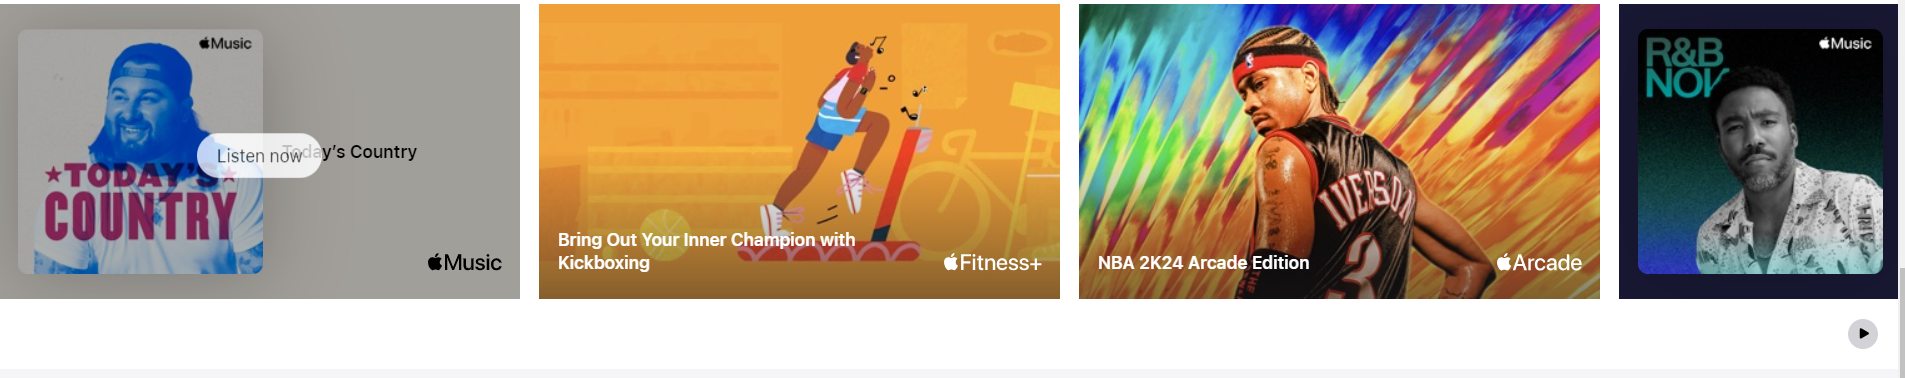 Music
TODAY'S
COUNTRY
Listen now
Today's Country
Music
Bring Out Your Inner Champion with
Kickboxing
Fitness+
IVERSON
3
NBA 2K24 Arcade Edition
Arcade
R&B
NOW
Music